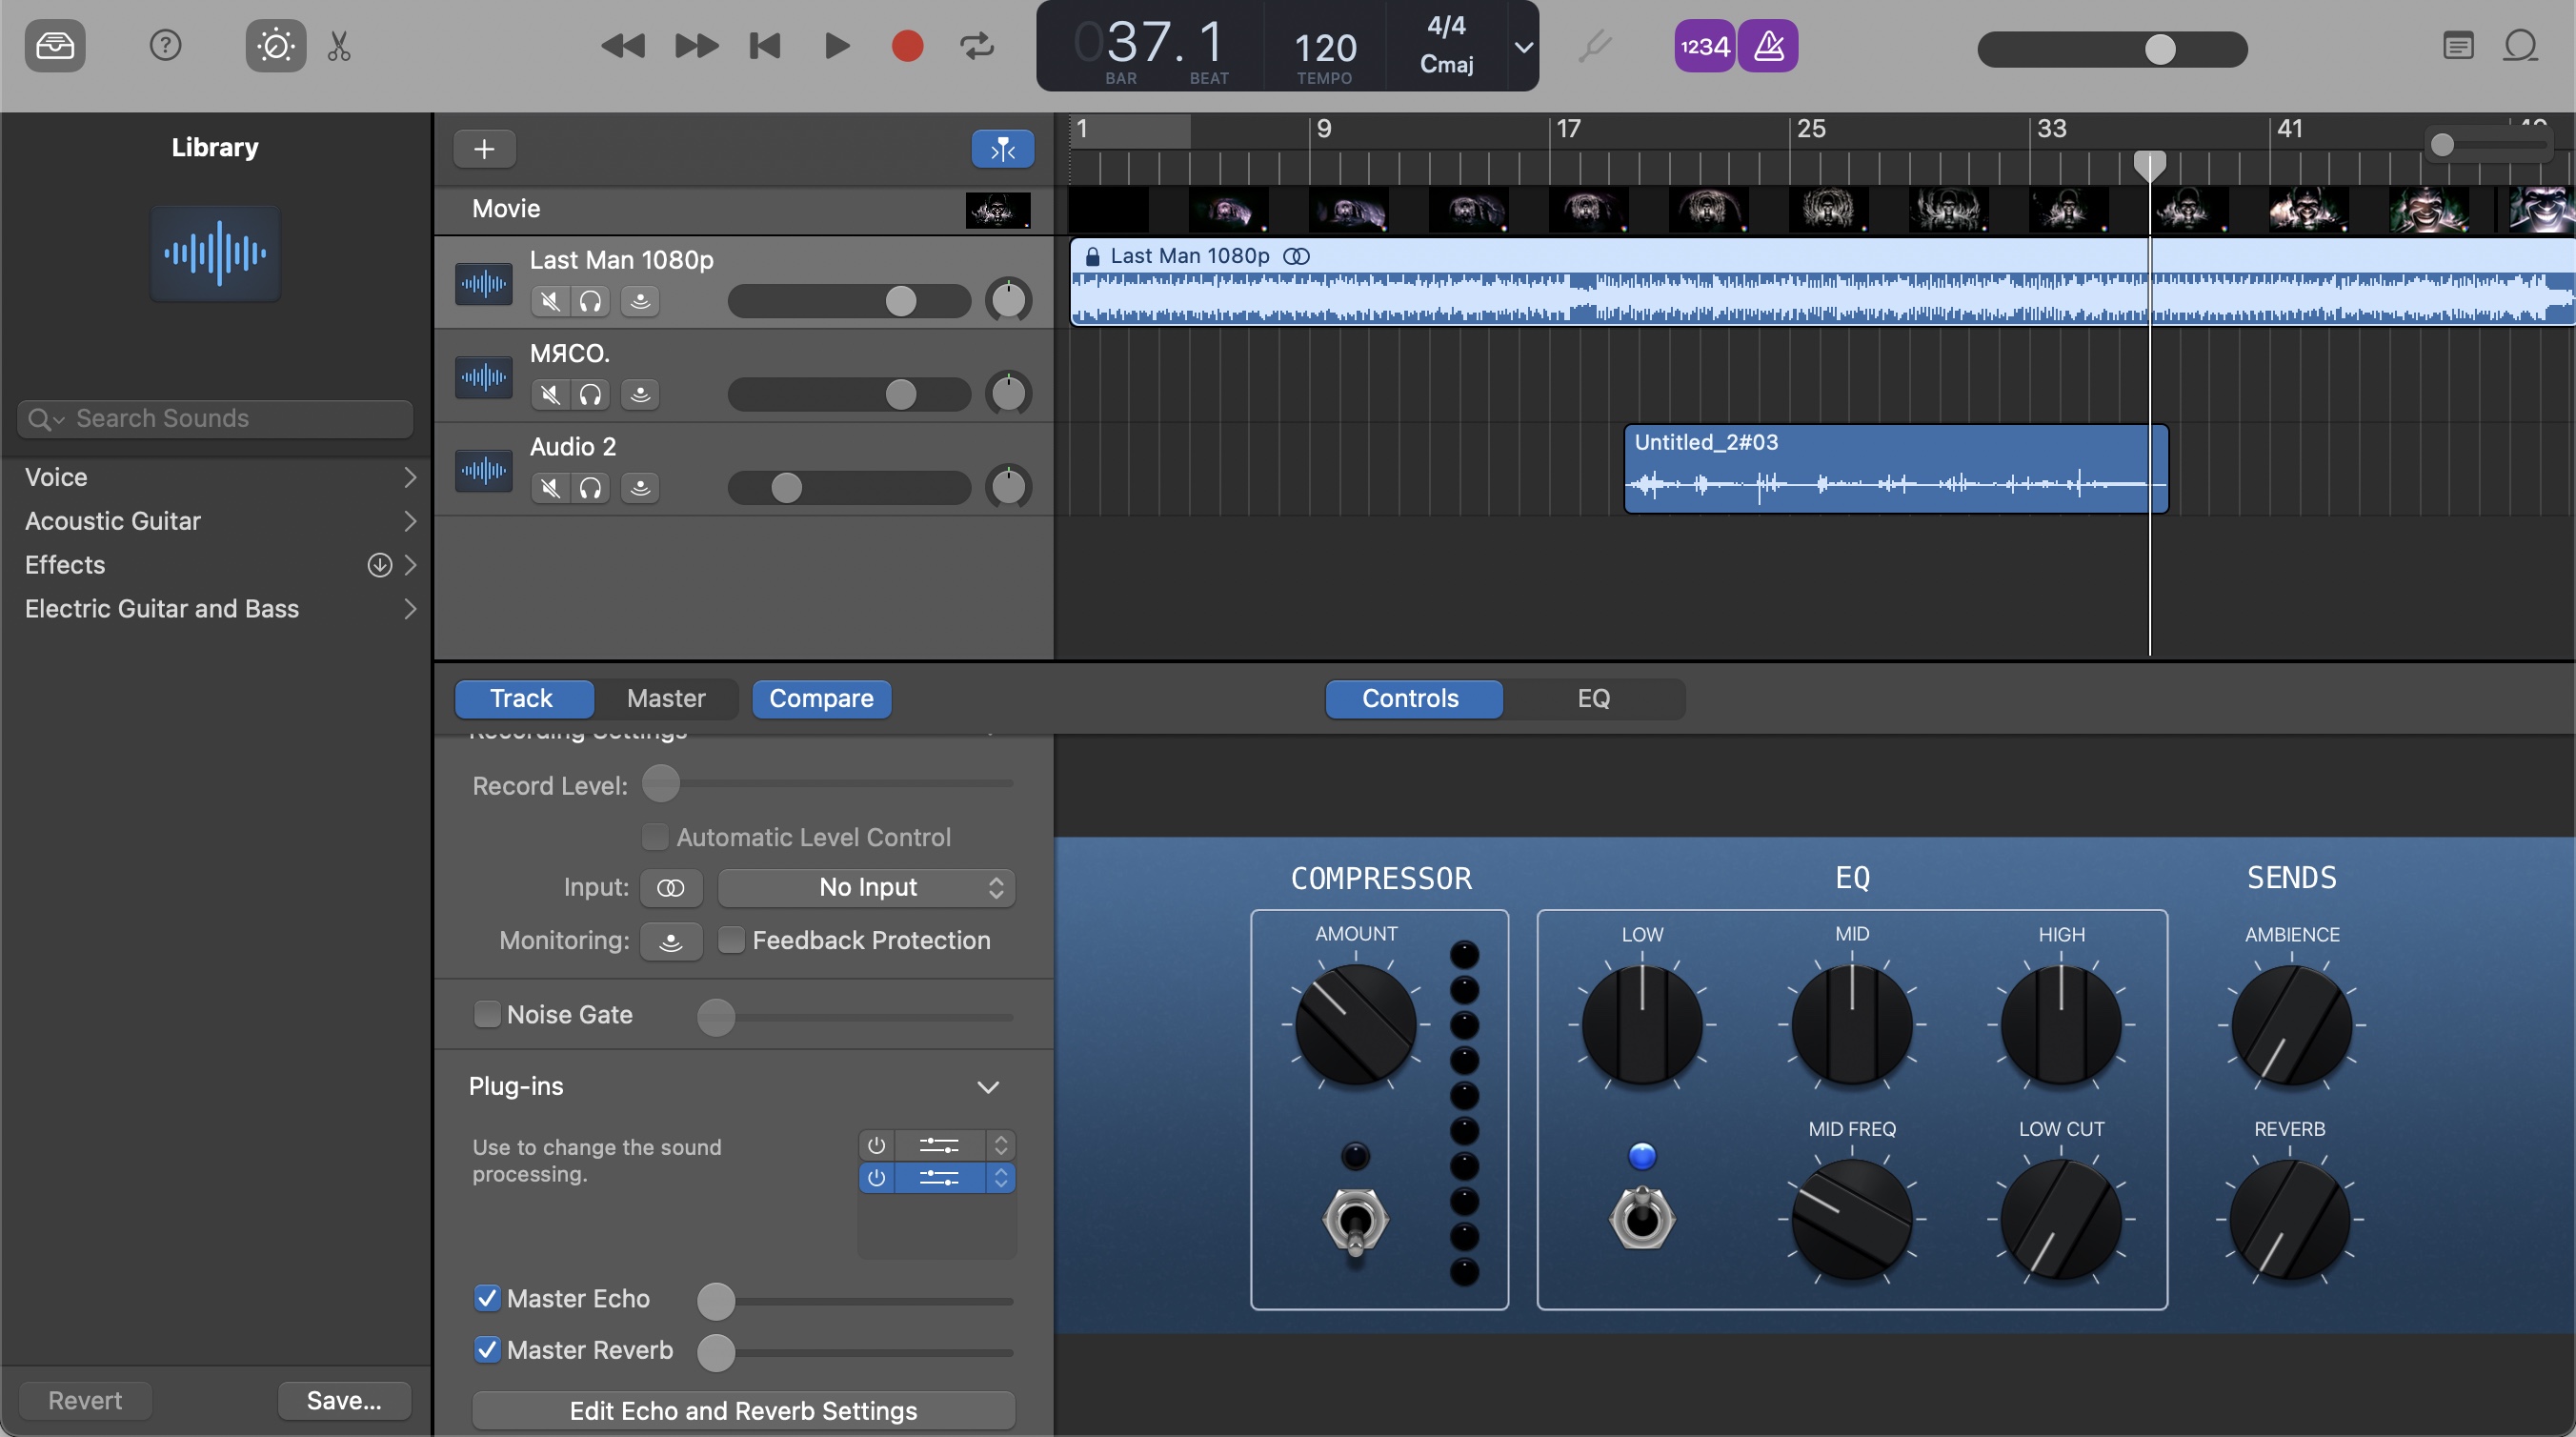 037. 1
BAR BEAT
120
TEMPO
4/4
Cmaj
1234
Library
Search Sounds
Voice
Acoustic Guitar
Effects
Electric Guitar and Bass
Revert
Save...
1 9 17 25 33 41
Movie
Last Man 1080p
МЯСО.
Audio 2
Last Man 1080p
Untitled_2#03
Track
Master
Compare
Controls
EQ
Recording Settings
Record Level:
Automatic Level Control
Input:
No Input
Monitoring:
Feedback Protection
Noise Gate
Plug-ins
Use to change the sound
processing.
Master Echo
Master Reverb
Edit Echo and Reverb Settings
COMPRESSOR
AMOUNT
EQ
LOW
MID
HIGH
MID FREQ
LOW CUT
SENDS
AMBIENCE
REVERB